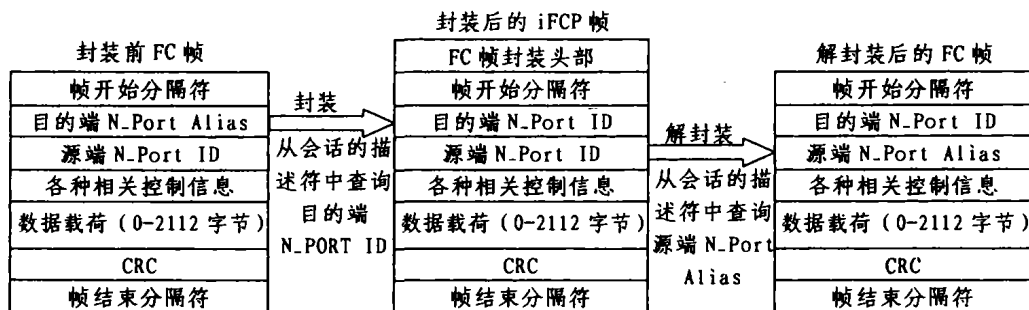 封装前 FC 帧
帧开始分隔符
目的端 N_Port Alias
源端 N_Port ID
各种相关控制信息
数据载荷 (0-2112 字节)
CRC
帧结束分隔符
封装
从会话的描
述符中查询
目的端
N_PORT ID
封装后的 iFCP 帧
FC 帧封装头部
帧开始分隔符
目的端 N_Port ID
源端 N_Port ID
各种相关控制信息
数据载荷 (0-2112 字节)
CRC
帧结束分隔符
解封装
从会话的描
述符中查询
源端 N_Port
Alias
解封装后的 FC 帧
帧开始分隔符
目的端 N_Port ID
源端 N_Port Alias
各种相关控制信息
数据载荷 (0-2112 字节)
CRC
帧结束分隔符